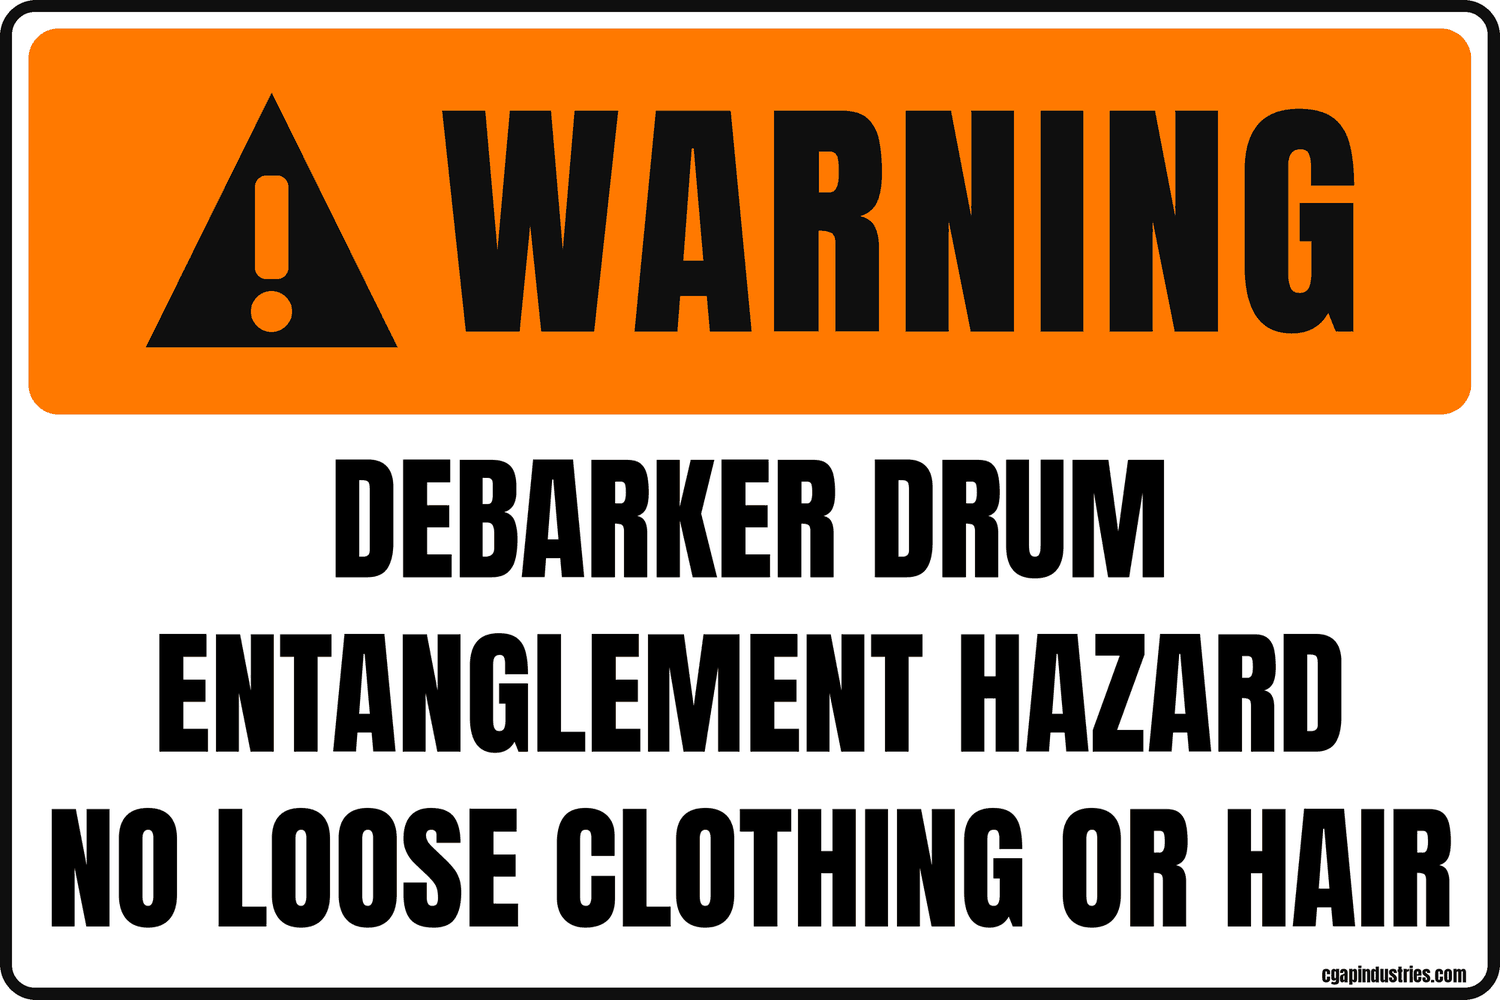 WARNING
DEBARKER DRUM
ENTANGLEMENT HAZARD
NO LOOSE CLOTHING OR HAIR
cgapindustries.com